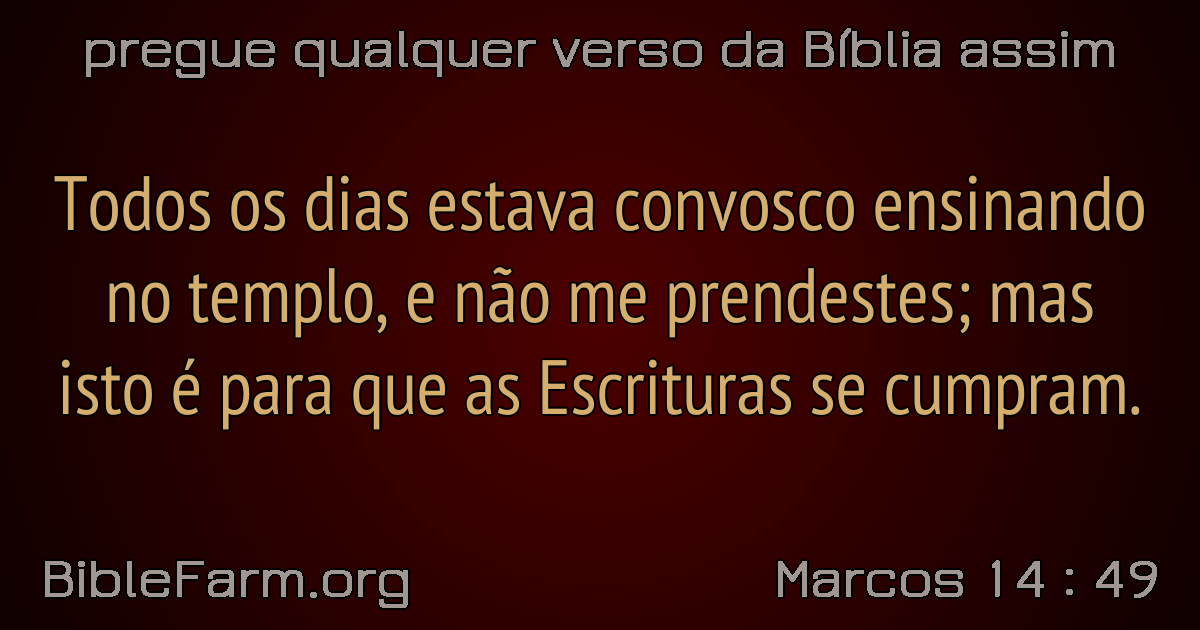 pregue qualquer verso da Bíblia assim
Todos os dias estava convosco ensinando
no templo, e não me prendestes; mas
isto é para que as Escrituras se cumpram.
BibleFarm.org
Marcos 14 : 49